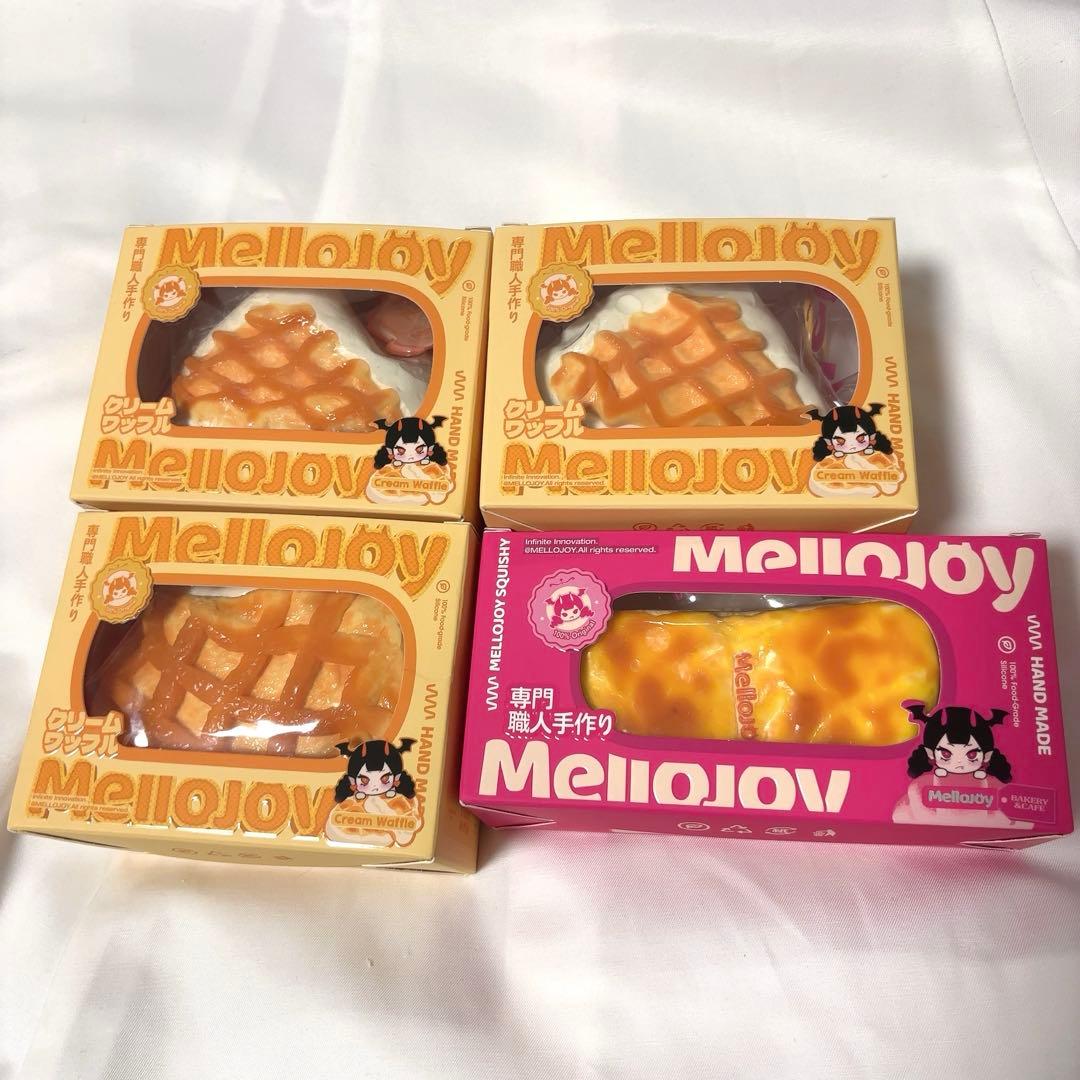 MelloJoy
専門職人手作り
100% Food-grade
Silicone
クリーム
ワッフル
HAND MA
MelloJoy
Infinite Innovation.
@MELLOJOY.All rights reserved.
Cream Waffle
MelloJoy
専門職人手作り
100% Food-grade
Silicone
クリーム
ワッフル
HAND MA
MelloJoy
Infinite Innovation.
@MELLOJOY.All rights reserved.
Cream Waffle
MelloJoy
専門職人手作り
100% Food-grade
Silicone
クリーム
ワッフル
HAND MA
MelloJoy
Infinite Innovation.
@MELLOJOY.All rights reserved.
Cream Waffle
Infinite Innovation.
@MELLOJOY.All rights reserved.
MelloJoy
MELLOJOY SQUISHY
100% Original
100% Food-Grade
Silicone
HAND MADE
専門
職人手作り
MelloJoy
MelloJoy
BAKERY
&CAFE